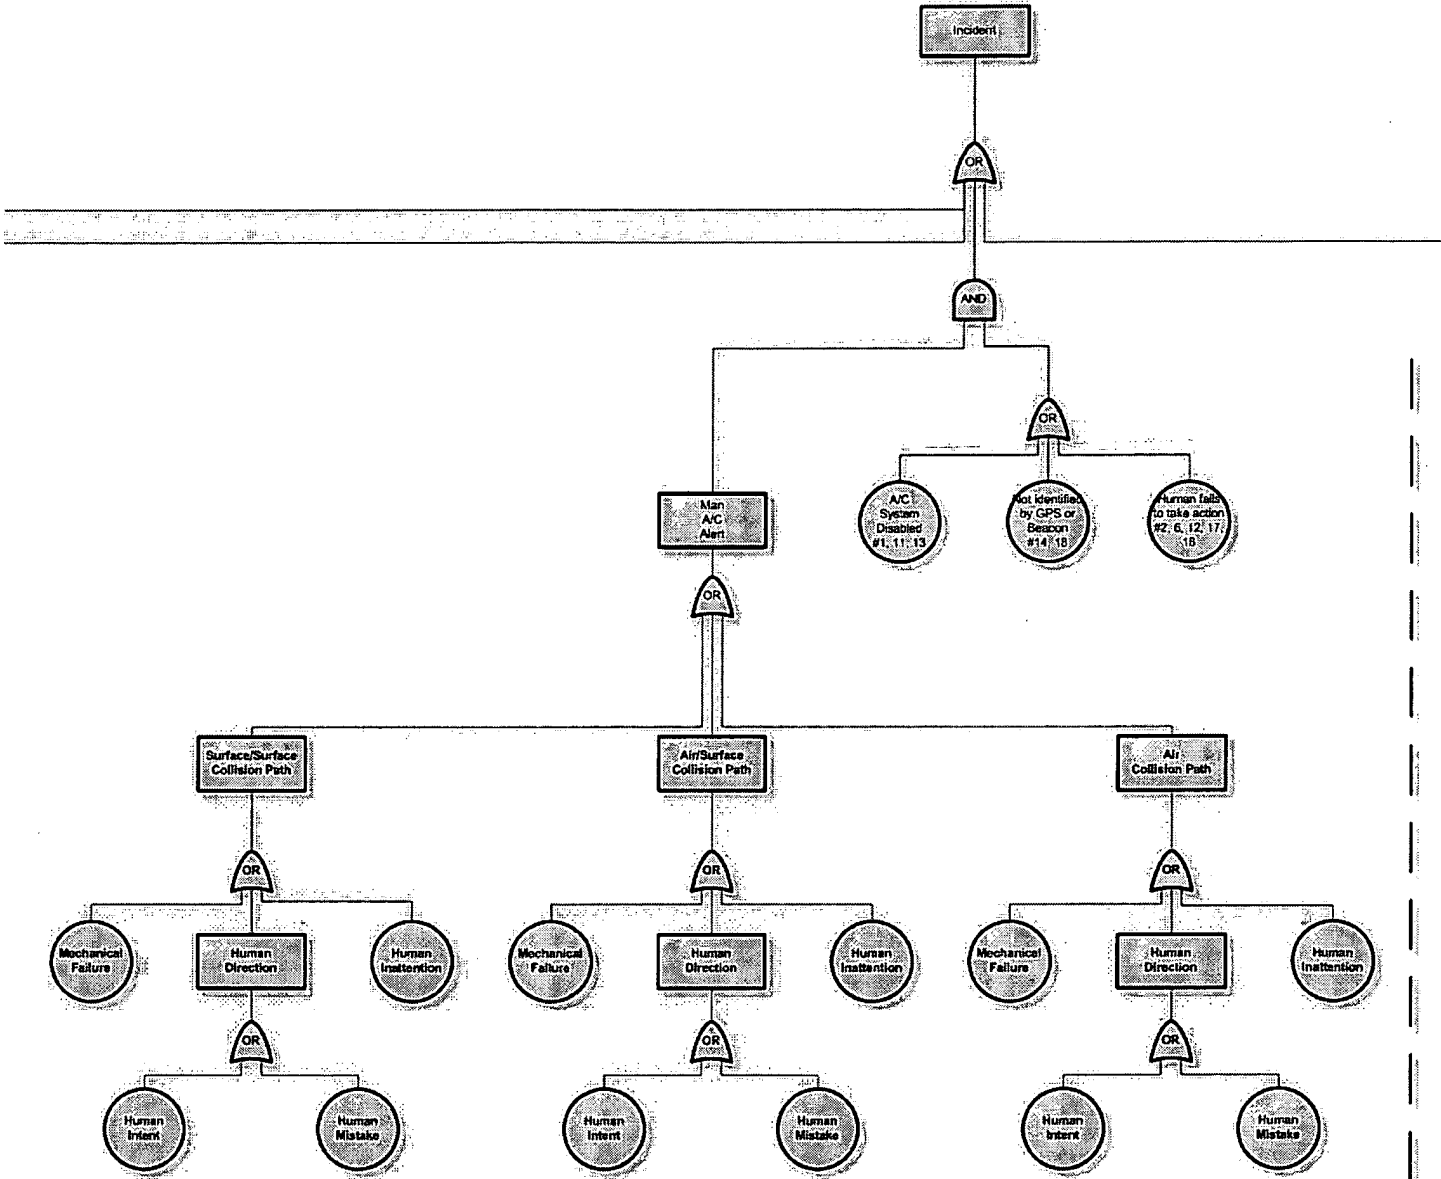 Incident
OR
AND
OR
A/C
System
Disabled
#1, 11, 13
Not identified
by GPS or
Beacon
#14, 18
Human fails
to take action
#2, 6, 12, 17,
18
Man
A/C
Alert
OR
Surface/Surface
Collision Path
Air/Surface
Collision Path
Air
Collision Path
OR
OR
OR
Mechanical
Failure
Human
Direction
Human
Inattention
Mechanical
Failure
Human
Direction
Human
Inattention
Mechanical
Failure
Human
Direction
Human
Inattention
OR
OR
OR
Human
Intent
Human
Mistake
Human
Intent
Human
Mistake
Human
Intent
Human
Mistake